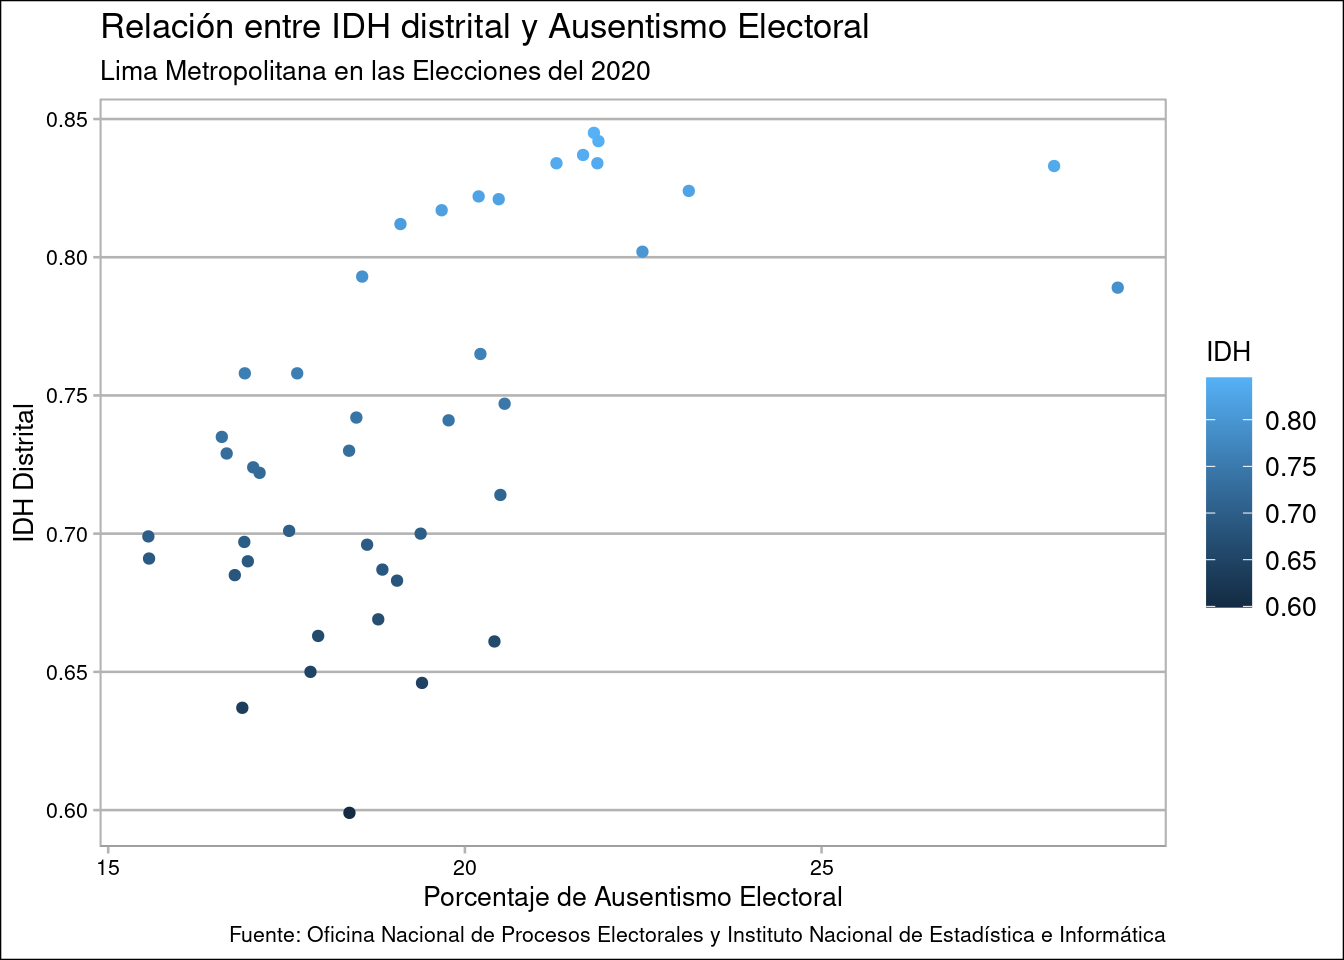 Relación entre IDH distrital y Ausentismo Electoral
Lima Metropolitana en las Elecciones del 2020
0.85
0.80
0.75
0.70
0.65
0.60
IDH Distrital
15 20 25
Porcentaje de Ausentismo Electoral
IDH
0.80
0.75
0.70
0.65
0.60
Fuente: Oficina Nacional de Procesos Electorales y Instituto Nacional de Estadística e Informática